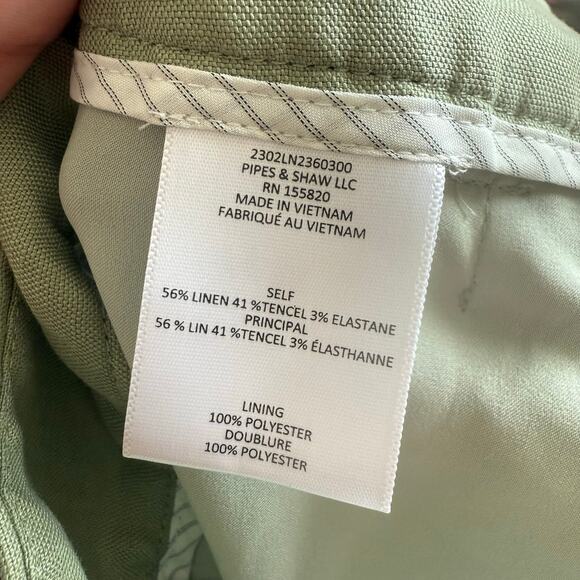 2302LN2360300
PIPES & SHAW LLC
RN 155820
MADE IN VIETNAM
FABRIQUÉ AU VIETNAM
SELF
56% LINEN 41 %TENCEL 3% ELASTANE
PRINCIPAL
56 % LIN 41 %TENCEL 3% ÉLASTHANNE
LINING
100% POLYESTER
DOUBLURE
100% POLYESTER